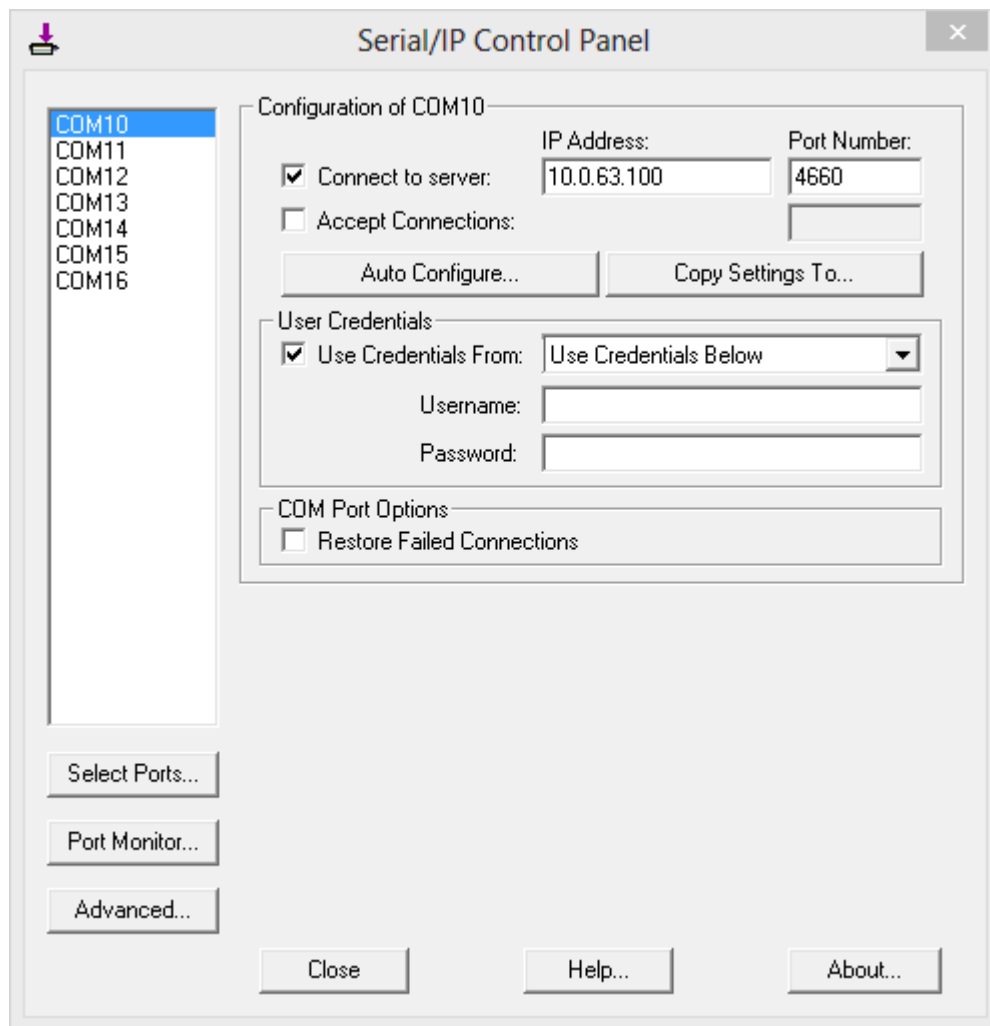 Serial/IP Control Panel
COM10
COM11
COM12
COM13
COM14
COM15
COM16
Configuration of COM10
IP Address: Port Number:
Connect to server: 10.0.63.100 4660
Accept Connections:
Auto Configure... Copy Settings To...
User Credentials
Use Credentials From: Use Credentials Below
Username:
Password:
COM Port Options
Restore Failed Connections
Select Ports...
Port Monitor...
Advanced...
Close Help... About...